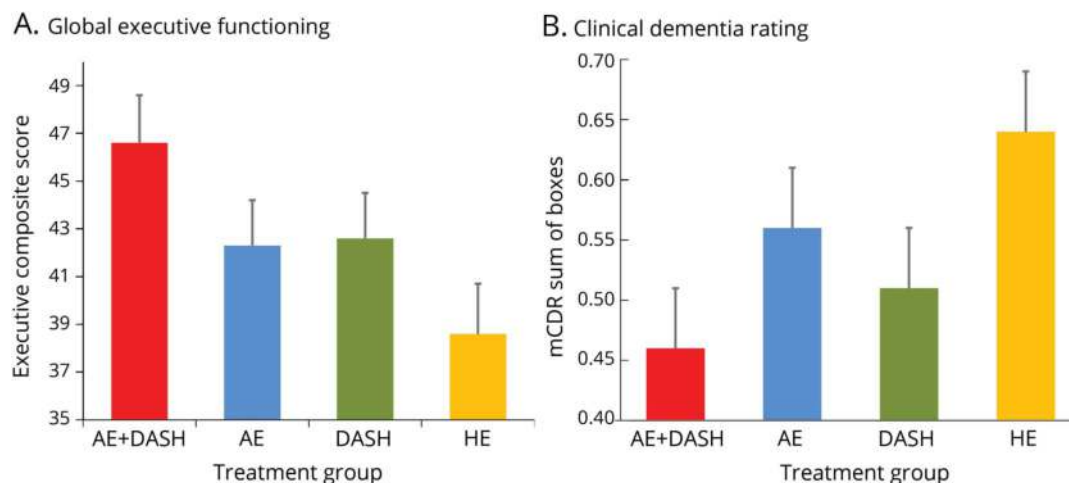 A. Global executive functioning
Executive composite score
49
47
45
43
41
39
37
35
AE+DASH AE DASH HE
Treatment group
B. Clinical dementia rating
mCDR sum of boxes
0.70
0.65
0.60
0.55
0.50
0.45
0.40
AE+DASH AE DASH HE
Treatment group